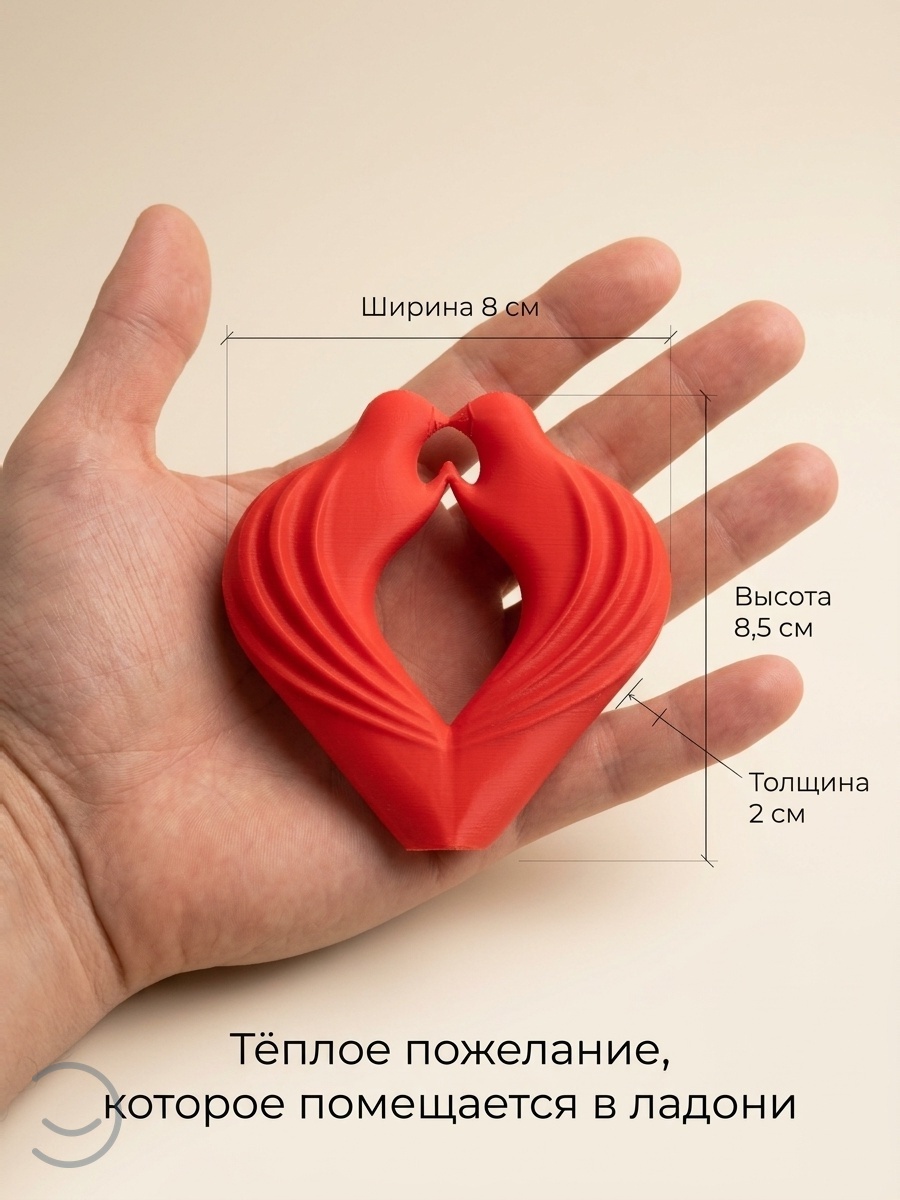 Ширина 8 см
Высота
8,5 см
Толщина
2 см
Тёплое пожелание,
которое помещается в ладони